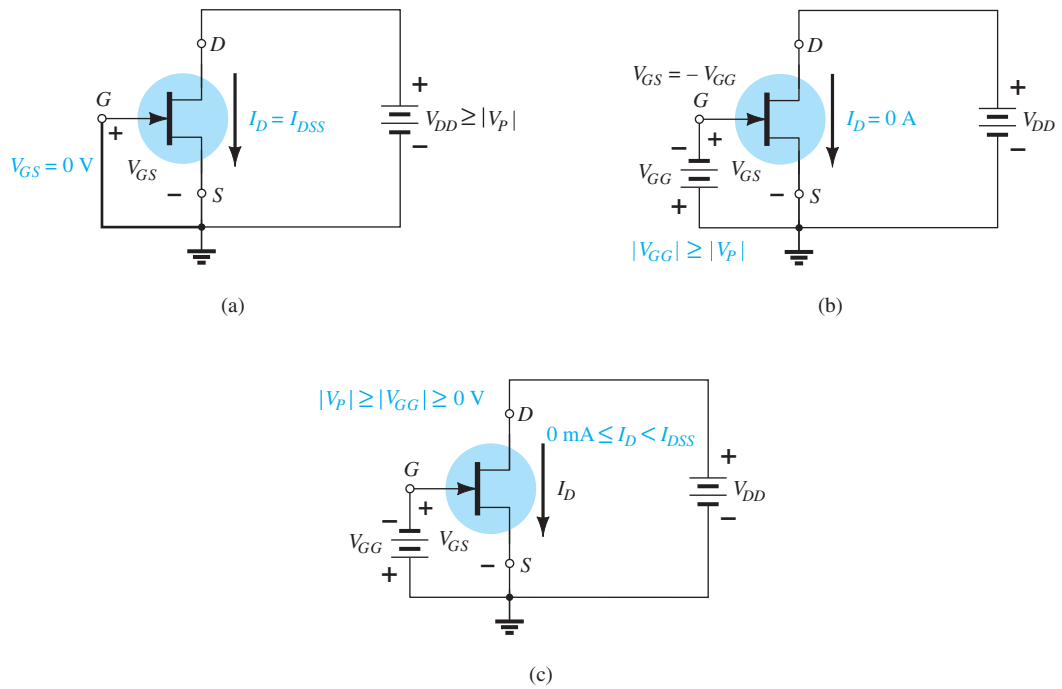 D
G
+
V_GS = 0 V
V_GS
−
S
I_D = I_DSS
+
V_DD ≥ |V_P|
−
(a)
D
V_GS = − V_GG
G
+
−
V_GG
+
V_GS
−
S
I_D = 0 A
+
V_DD
−
|V_GG| ≥ |V_P|
(b)
|V_P| ≥ |V_GG| ≥ 0 V
D
0 mA ≤ I_D < I_DSS
G
+
−
V_GG
+
V_GS
−
S
I_D
+
V_DD
−
(c)